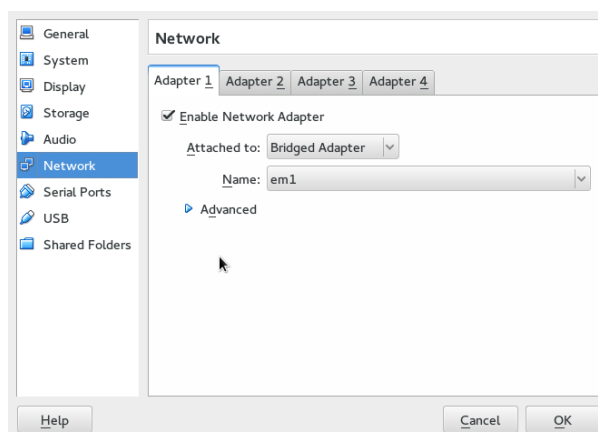 General
System
Display
Storage
Audio
Network
Serial Ports
USB
Shared Folders
Network
Adapter 1 Adapter 2 Adapter 3 Adapter 4
Enable Network Adapter
Attached to: Bridged Adapter
Name: em1
Advanced
Help Cancel OK